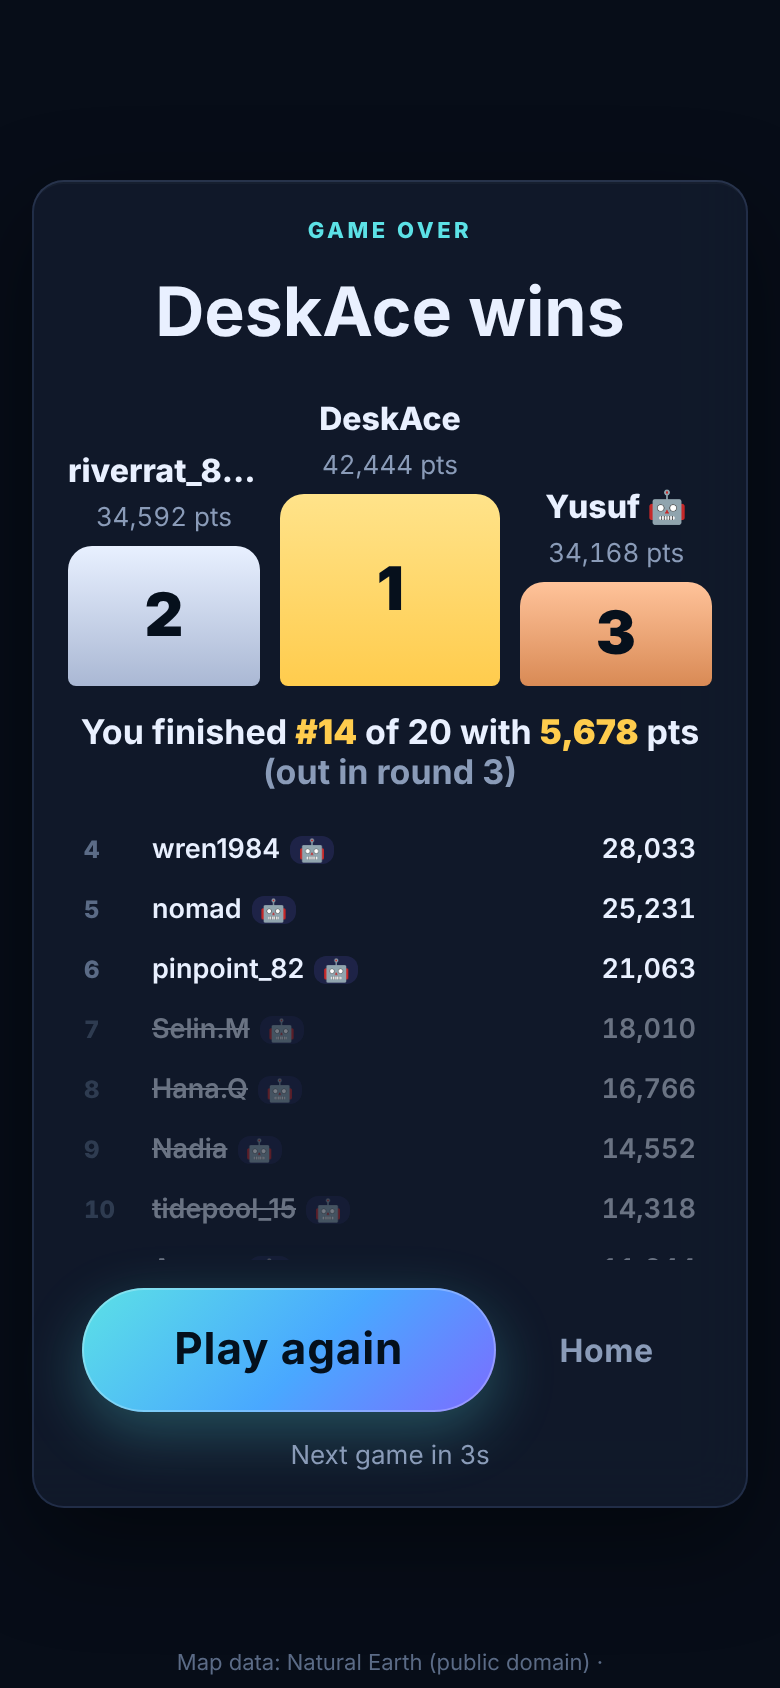 GAME OVER
DeskAce wins
DeskAce
42,444 pts
riverrat_8...
34,592 pts
Yusuf 🤖
34,168 pts
2
1
3
You finished #14 of 20 with 5,678 pts
(out in round 3)
4 wren1984 🤖 28,033
5 nomad 🤖 25,231
6 pinpoint_82 🤖 21,063
7 Selin.M 🤖 18,010
8 Hana.Q 🤖 16,766
9 Nadia 🤖 14,552
10 tidepool_15 🤖 14,318
Play again
Home
Next game in 3s
Map data: Natural Earth (public domain) ·